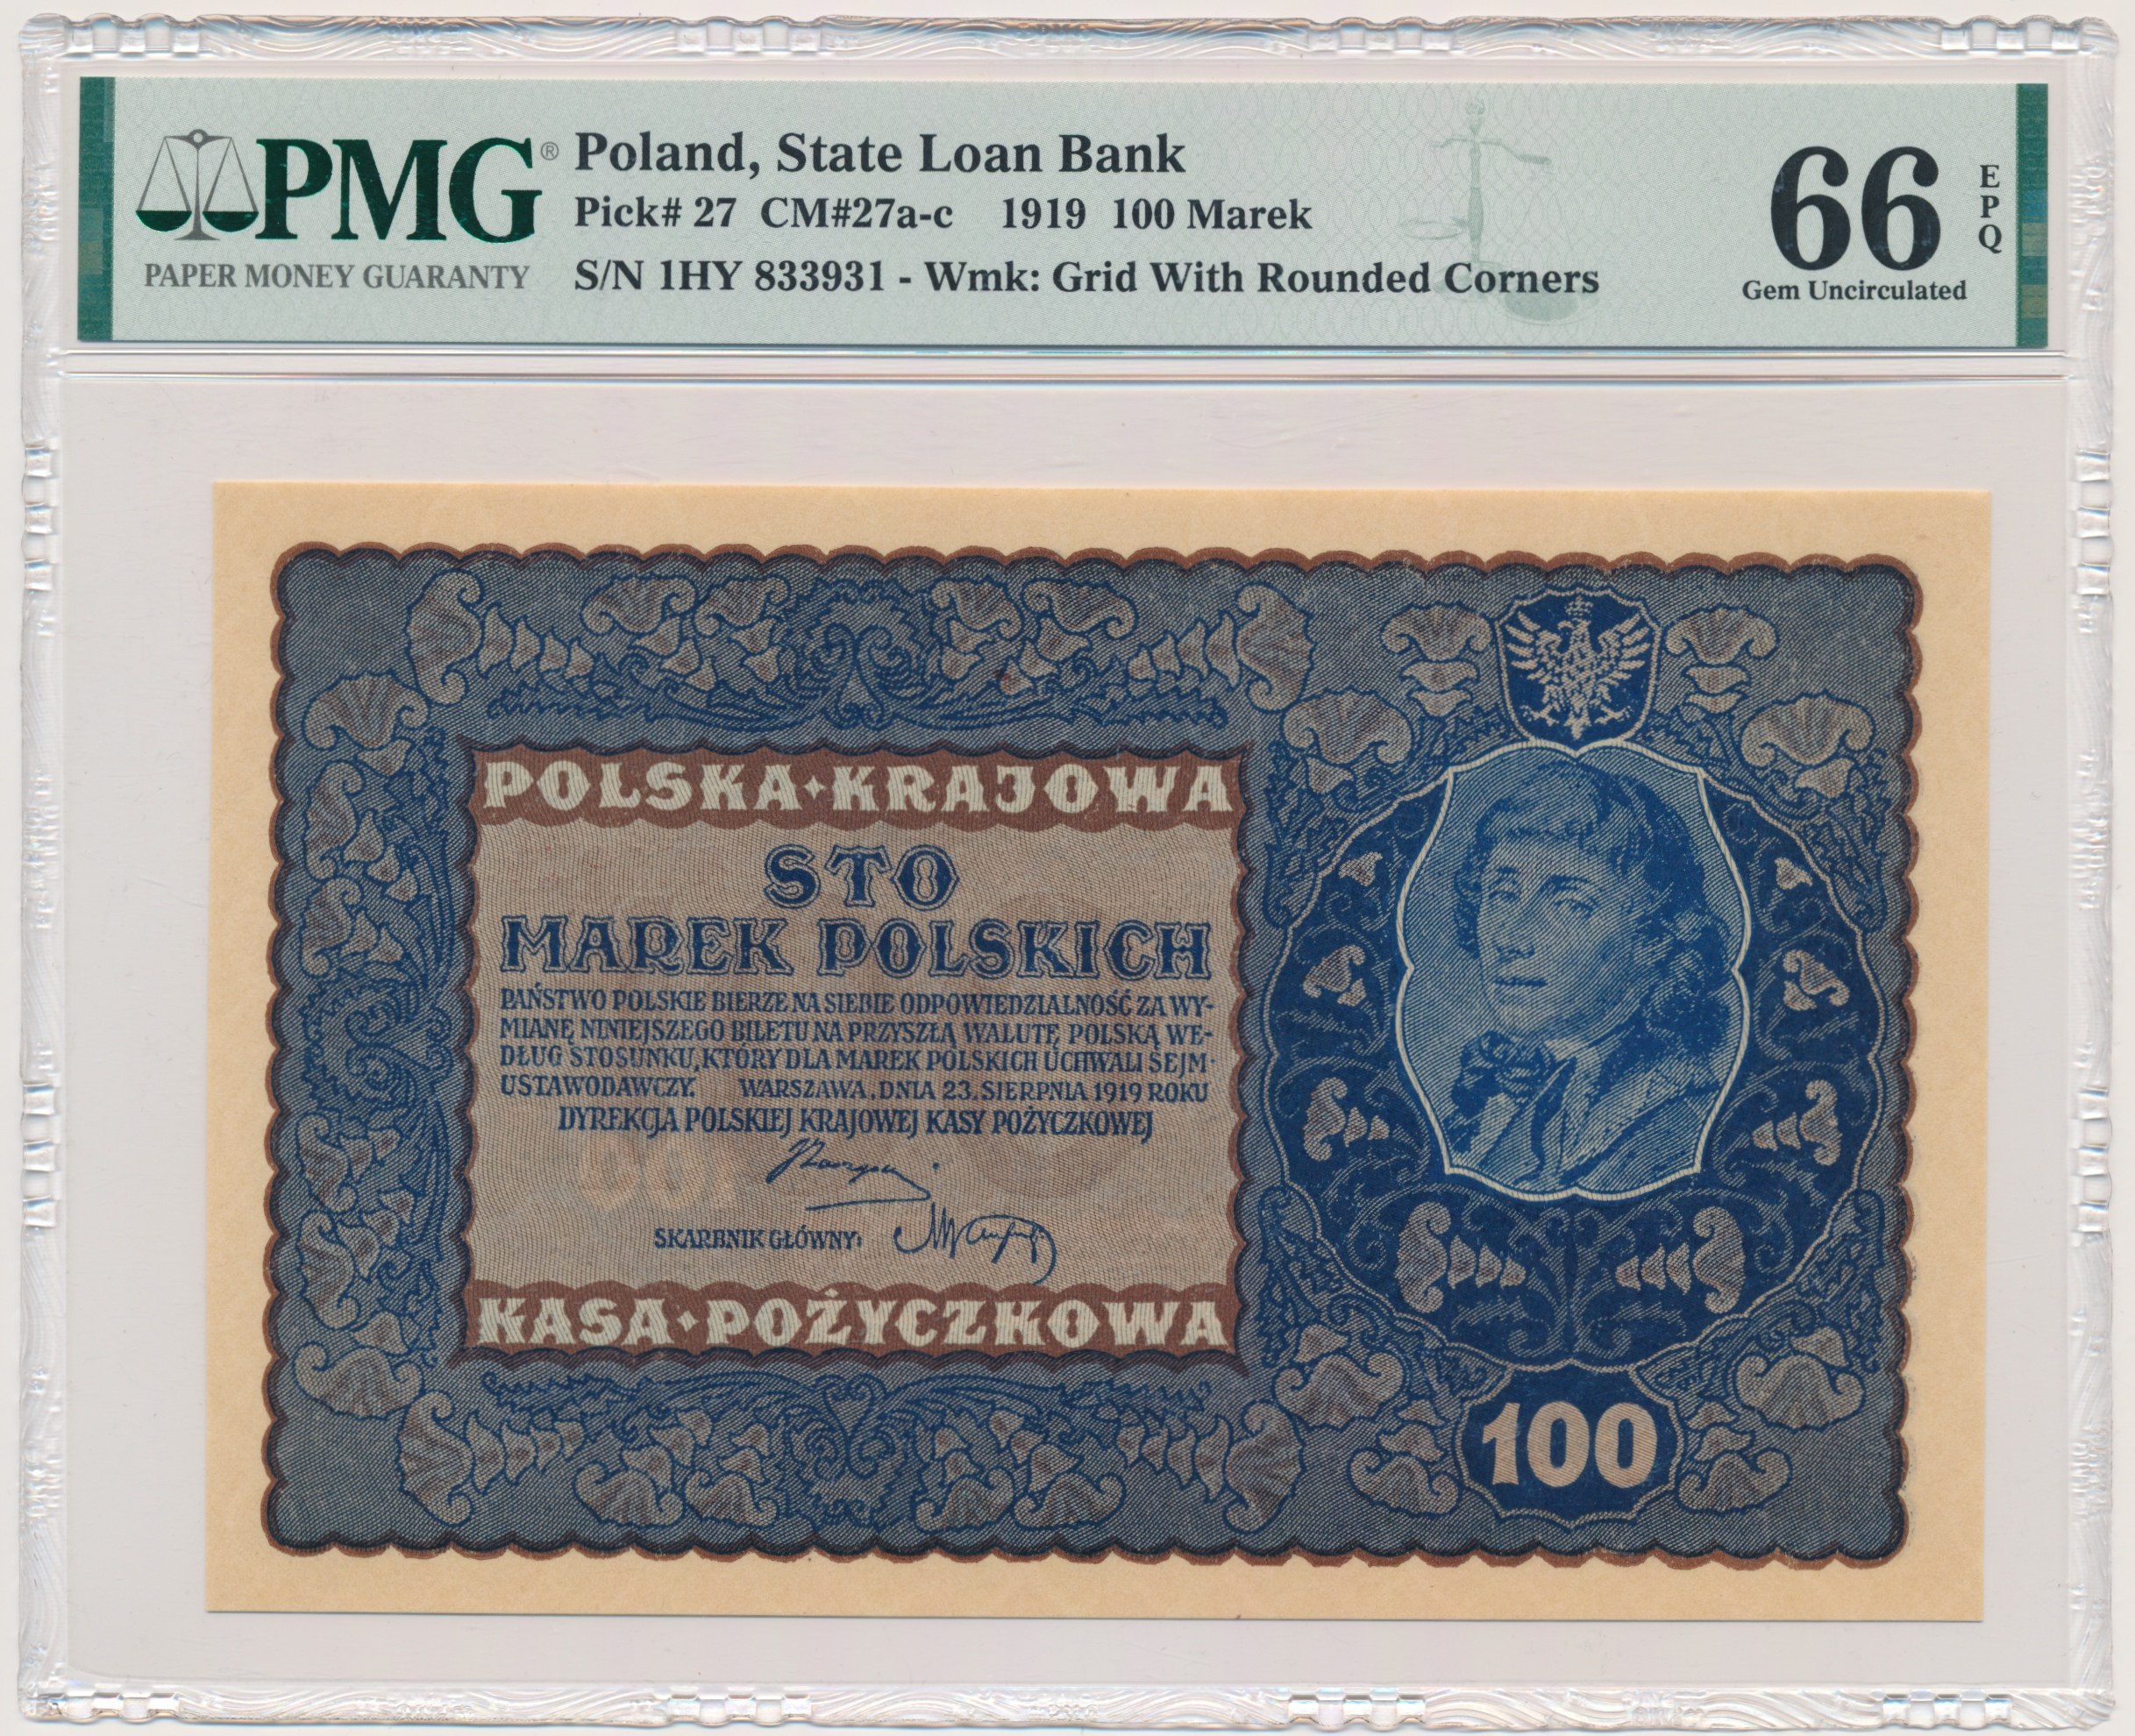 PMG®
PAPER MONEY GUARANTY
Poland, State Loan Bank
Pick# 27 CM#27a-c 1919 100 Marek
S/N 1HY 833931 - Wmk: Grid With Rounded Corners
66
EPQ
Gem Uncirculated
POLSKA·KRAJOWA
STO
MAREK POLSKICH
PAŃSTWO POLSKIE BIERZE NA SIEBIE ODPOWIEDZIALNOŚĆ ZA WY-
MIANĘ NINIEJSZEGO BILETU NA PRZYSZŁĄ WALUTĘ POLSKĄ WE-
DŁUG STOSUNKU, KTÓRY DLA MAREK POLSKICH UCHWALI SEJM·
USTAWODAWCZY. WARSZAWA, DNIA 23. SIERPNIA 1919 ROKU
DYREKCJA POLSKIEJ KRAJOWEJ KASY POŻYCZKOWEJ
SKARBNIK GŁÓWNY:
KASA·POŻYCZKOWA
100